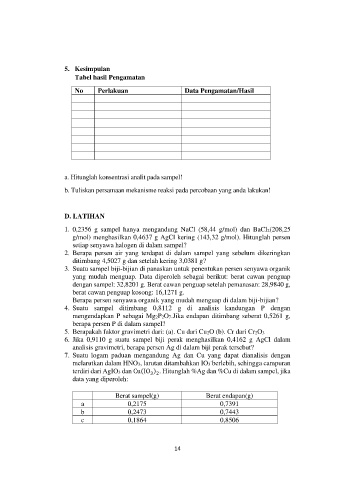 5. Kesimpulan
Tabel hasil Pengamatan
No Perlakuan Data Pengamatan/Hasil
a. Hitunglah konsentrasi analit pada sampel!
b. Tuliskan persamaan mekanisme reaksi pada percobaan yang anda lakukan!
D. LATIHAN
1. 0,2356 g sampel hanya mengandung NaCl (58,44 g/mol) dan BaCl₂(208,25
g/mol) menghasilkan 0,4637 g AgCl kering (143,32 g/mol). Hitunglah persen
setiap senyawa halogen di dalam sampel?
2. Berapa persen air yang terdapat di dalam sampel yang sebelum dikeringkan
ditimbang 4,5027 g dan setelah kering 3,0381 g?
3. Suatu sampel biji-bijian di panaskan untuk penentukan persen senyawa organik
yang mudah menguap. Data diperoleh sebagai berikut: berat cawan penguap
dengan sampel: 32,8203 g. Berat cawan penguap setelah pemanasan: 28,9840 g,
berat cawan penguap kosong: 16,1271 g.
Berapa persen senyawa organik yang mudah menguap di dalam biji-bijian?
4. Suatu sampel ditimbang 0,8112 g di analisis kandungan P dengan
mengendapkan P sebagai Mg₂P₂O₇.Jika endapan ditimbang seberat 0,5261 g,
berapa persen P di dalam sampel?
5. Berapakah faktor gravimetri dari: (a). Cu dari Cu₂O (b). Cr dari Cr₂O₃
6. Jika 0,9110 g suatu sampel biji perak menghasilkan 0,4162 g AgCl dalam
analisis gravimetri, berapa persen Ag di dalam biji perak tersebut?
7. Suatu logam paduan mengandung Ag dan Cu yang dapat dianalisis dengan
melarutkan dalam HNO₃, larutan ditambahkan IO₃ berlebih, sehingga campuran
terdiri dari AgIO₃ dan Cu(IO₃)₂. Hitunglah %Ag dan %Cu di dalam sampel, jika
data yang diperoleh:
Berat sampel(g) Berat endapan(g)
a 0,2175 0,7391
b 0,2473 0,7443
c 0,1864 0,8506
14